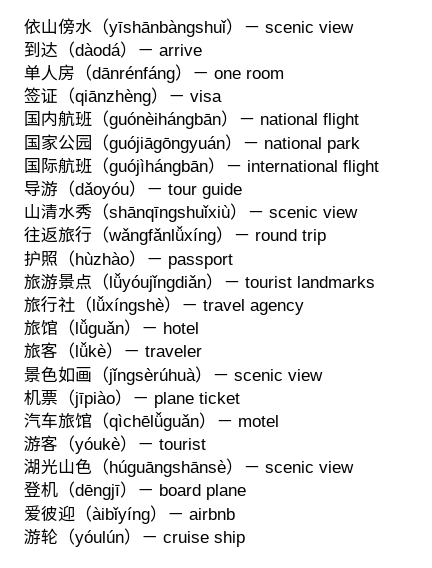 依山傍水（yīshānbàngshuǐ）— scenic view
到达（dàodá）— arrive
单人房（dānrénfáng）— one room
签证（qiānzhèng）— visa
国内航班（guónèihángbān）— national flight
国家公园（guójiāgōngyuán）— national park
国际航班（guójìhángbān）— international flight
导游（dǎoyóu）— tour guide
山清水秀（shānqīngshuǐxiù）— scenic view
往返旅行（wǎngfǎnlǚxíng）— round trip
护照（hùzhào）— passport
旅游景点（lǚyóujǐngdiǎn）— tourist landmarks
旅行社（lǚxíngshè）— travel agency
旅馆（lǚguǎn）— hotel
旅客（lǚkè）— traveler
景色如画（jǐngsèrúhuà）— scenic view
机票（jīpiào）— plane ticket
汽车旅馆（qìchēlǚguǎn）— motel
游客（yóukè）— tourist
湖光山色（húguāngshānsè）— scenic view
登机（dēngjī）— board plane
爱彼迎（àibǐyíng）— airbnb
游轮（yóulún）— cruise ship